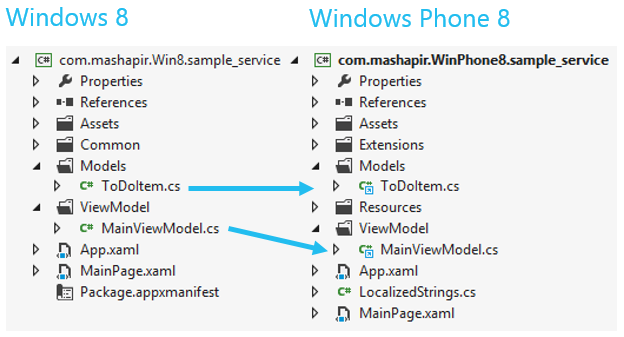 Windows 8
com.mashapir.Win8.sample_service
Properties
References
Assets
Common
Models
C# ToDoItem.cs
ViewModel
C# MainViewModel.cs
App.xaml
MainPage.xaml
Package.appxmanifest
Windows Phone 8
C# com.mashapir.WinPhone8.sample_service
Properties
References
Assets
Extensions
Models
C# ToDoItem.cs
Resources
ViewModel
C# MainViewModel.cs
App.xaml
C# LocalizedStrings.cs
MainPage.xaml